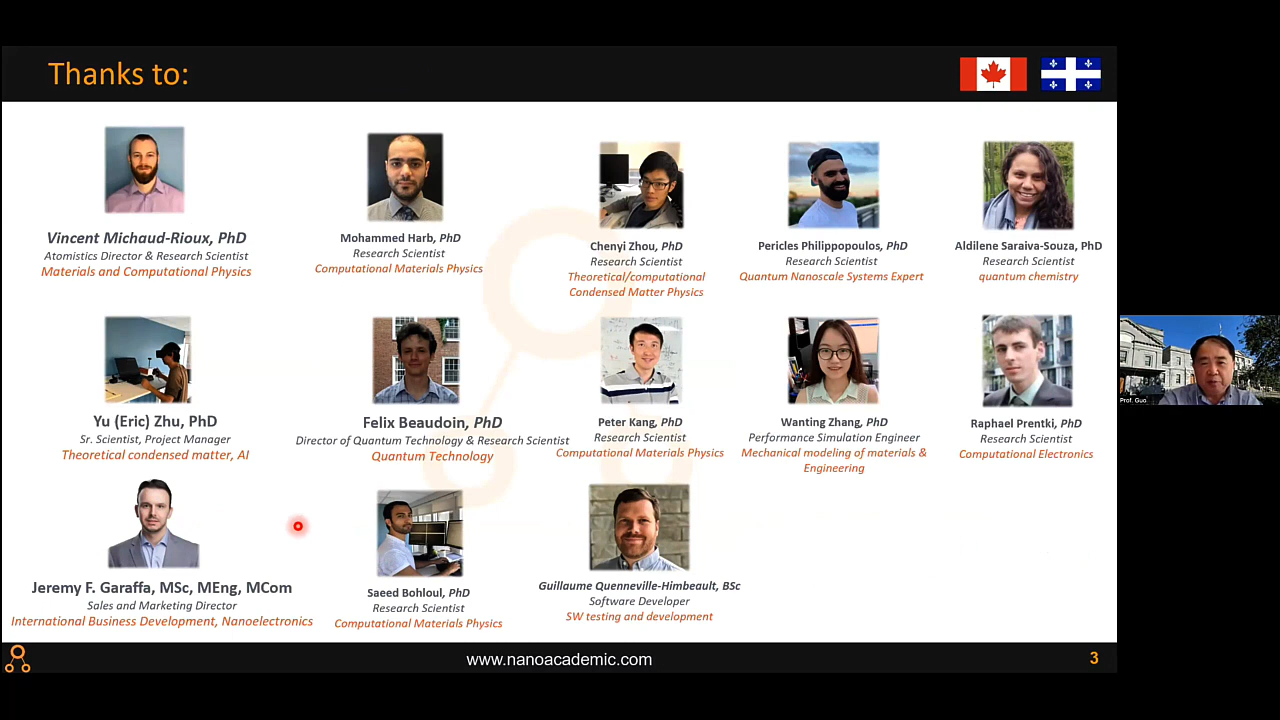 Thanks to:
Vincent Michaud-Rioux, PhD
Atomistics Director & Research Scientist
Materials and Computational Physics
Mohammed Harb, PhD
Research Scientist
Computational Materials Physics
Chenyi Zhou, PhD
Research Scientist
Theoretical/computational
Condensed Matter Physics
Pericles Philippopoulos, PhD
Research Scientist
Quantum Nanoscale Systems Expert
Aldilene Saraiva-Souza, PhD
Research Scientist
quantum chemistry
Yu (Eric) Zhu, PhD
Sr. Scientist, Project Manager
Theoretical condensed matter, AI
Felix Beaudoin, PhD
Director of Quantum Technology & Research Scientist
Quantum Technology
Peter Kang, PhD
Research Scientist
Computational Materials Physics
Wanting Zhang, PhD
Performance Simulation Engineer
Mechanical modeling of materials &
Engineering
Raphael Prentki, PhD
Research Scientist
Computational Electronics
Prof. Guo
Jeremy F. Garaffa, MSc, MEng, MCom
Sales and Marketing Director
International Business Development, Nanoelectronics
Saeed Bohloul, PhD
Research Scientist
Computational Materials Physics
Guillaume Quenneville-Himbeault, BSc
Software Developer
SW testing and development
www.nanoacademic.com
3